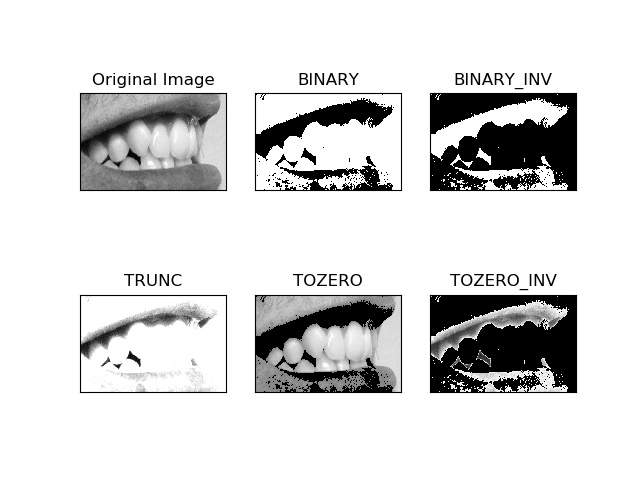 Original Image
BINARY
BINARY_INV
TRUNC
TOZERO
TOZERO_INV